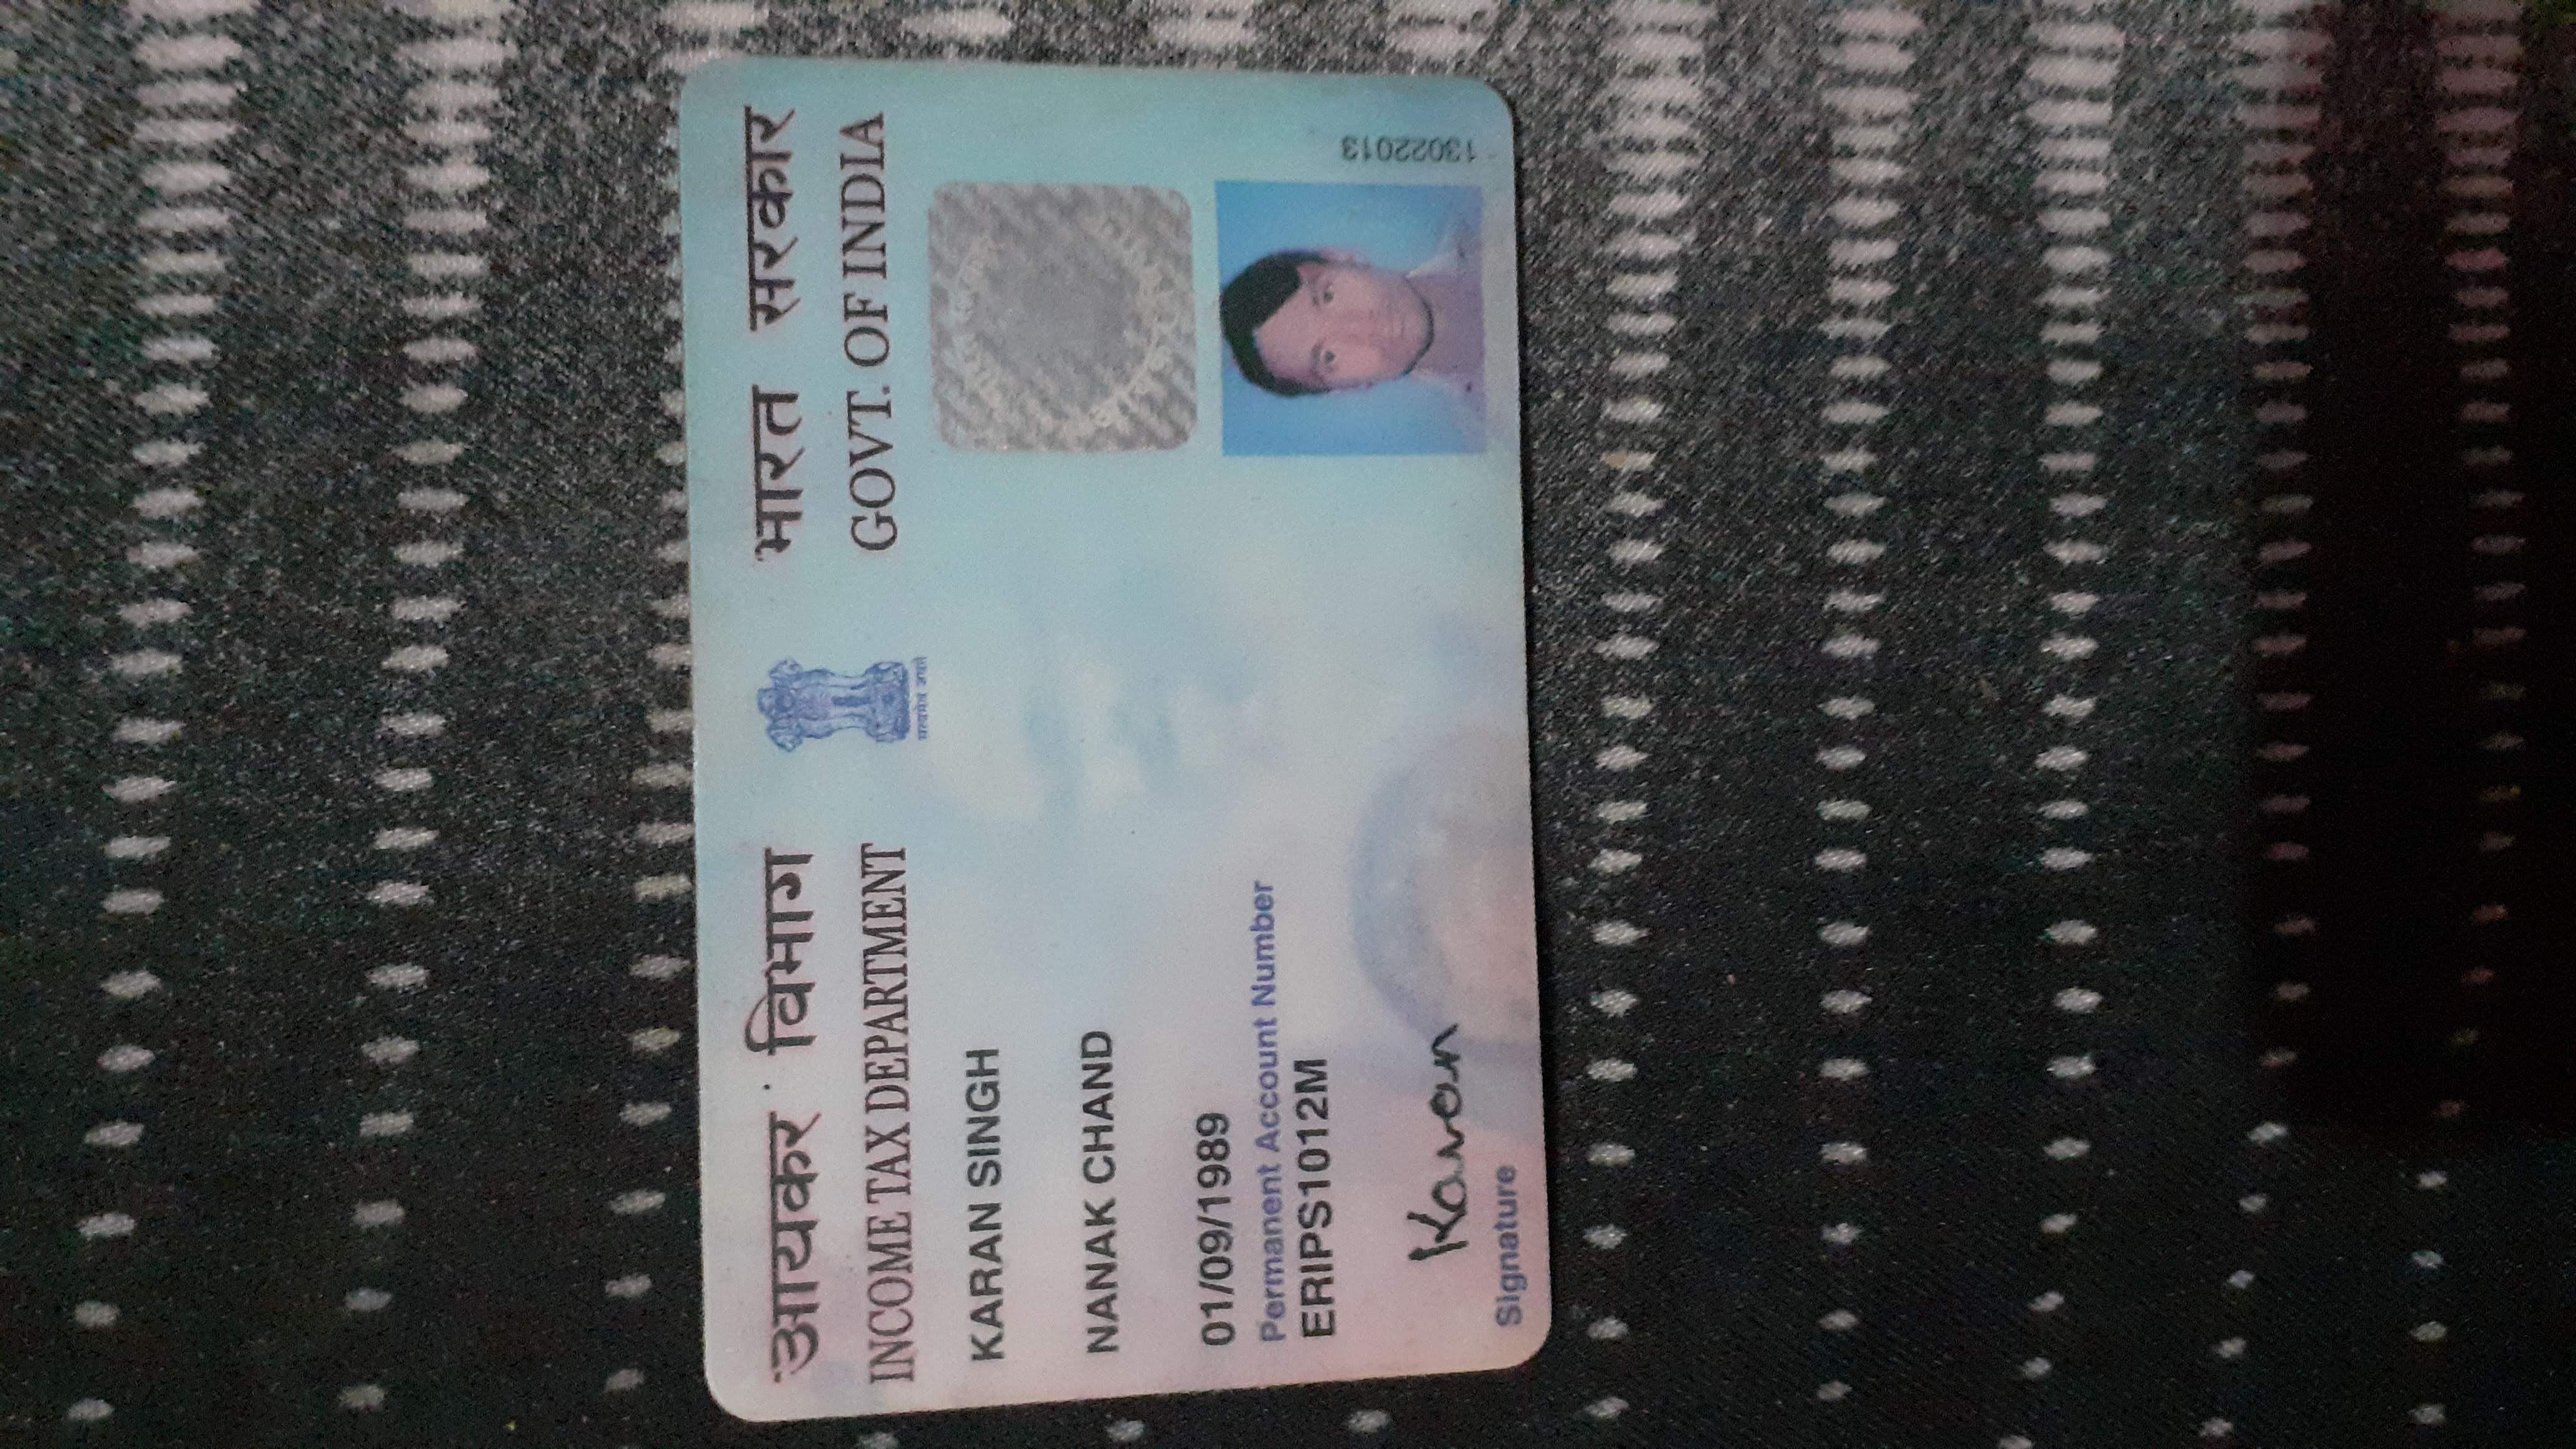 आयकर विभाग
INCOME TAX DEPARTMENT
सत्यमेव जयते
भारत सरकार
GOVT. OF INDIA
KARAN SINGH
NANAK CHAND
01/09/1989
Permanent Account Number
ERIPS1012M
Karan
Signature
13022013